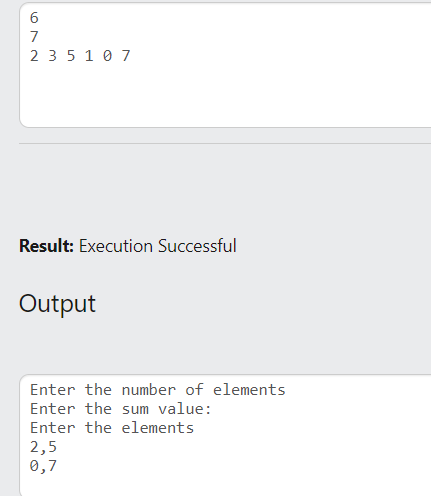 6
7
2 3 5 1 0 7
Result: Execution Successful
Output
Enter the number of elements
Enter the sum value:
Enter the elements
2,5
0,7